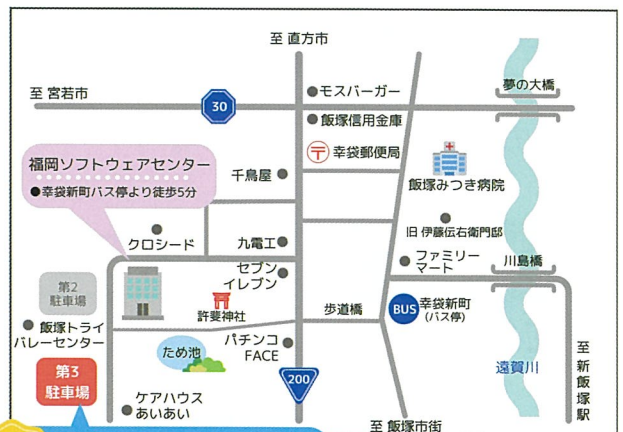 至 直方市
至 宮若市
30
モスバーガー
夢の大橋
飯塚信用金庫
〒 幸袋郵便局
福岡ソフトウェアセンター
●幸袋新町バス停より徒歩5分
千鳥屋
飯塚みつき病院
旧 伊藤伝右衛門邸
クロシード
九電工
セブン
イレブン
ファミリー
マート
川島橋
第2
駐車場
許斐神社
歩道橋
BUS
幸袋新町
(バス停)
飯塚トライ
バレーセンター
ため池
パチンコ
FACE
第3
駐車場
200
遠賀川
至 新飯塚駅
ケアハウス
あいあい
至 飯塚市街